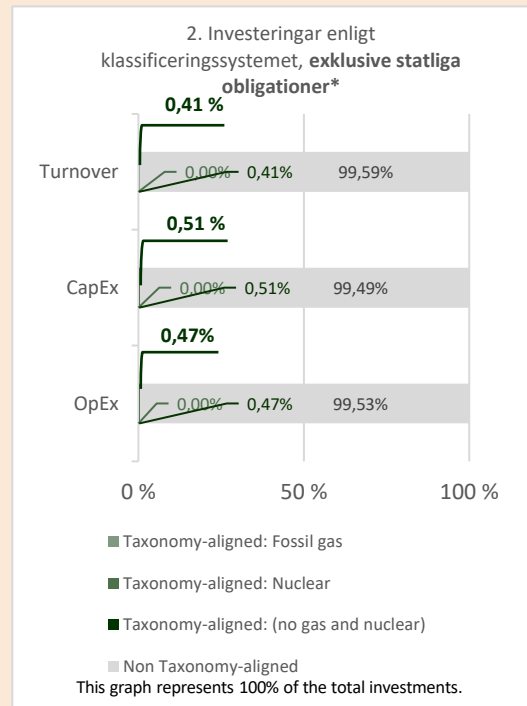 2. Investeringar enligt
klassificeringssystemet, exklusive statliga
obligationer*
0,41 %
Turnover
0,00%
0,41%
99,59%
0,51 %
CapEx
0,00%
0,51%
99,49%
0,47%
OpEx
0,00%
0,47%
99,53%
0 %
50 %
100 %
Taxonomy-aligned: Fossil gas
Taxonomy-aligned: Nuclear
Taxonomy-aligned: (no gas and nuclear)
Non Taxonomy-aligned
This graph represents 100% of the total investments.